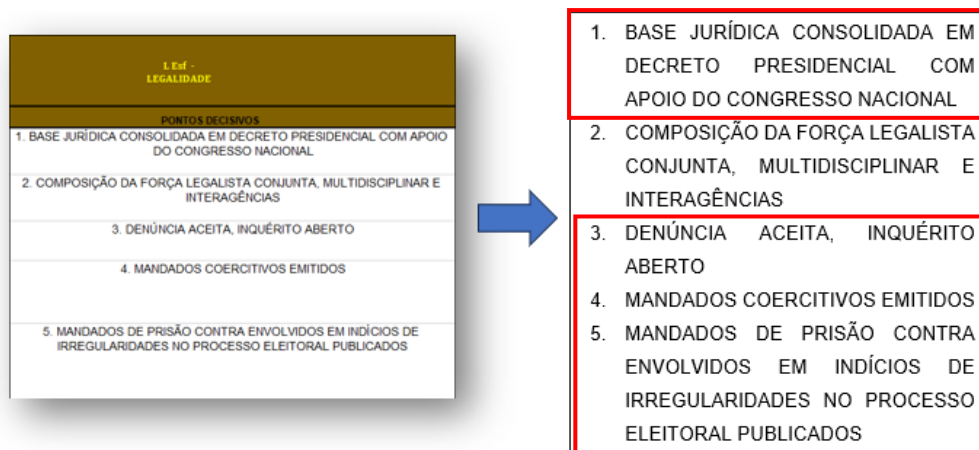 I. Esf -
LEGALIDADE
PONTOS DECISIVOS
1. BASE JURÍDICA CONSOLIDADA EM DECRETO PRESIDENCIAL COM APOIO
DO CONGRESSO NACIONAL
2. COMPOSIÇÃO DA FORÇA LEGALISTA CONJUNTA, MULTIDISCIPLINAR E
INTERAGÊNCIAS
3. DENÚNCIA ACEITA, INQUÉRITO ABERTO
4. MANDADOS COERCITIVOS EMITIDOS
5. MANDADOS DE PRISÃO CONTRA ENVOLVIDOS EM INDÍCIOS DE
IRREGULARIDADES NO PROCESSO ELEITORAL PUBLICADOS
1. BASE JURÍDICA CONSOLIDADA EM
DECRETO PRESIDENCIAL COM
APOIO DO CONGRESSO NACIONAL
2. COMPOSIÇÃO DA FORÇA LEGALISTA
CONJUNTA, MULTIDISCIPLINAR E
INTERAGÊNCIAS
3. DENÚNCIA ACEITA, INQUÉRITO
ABERTO
4. MANDADOS COERCITIVOS EMITIDOS
5. MANDADOS DE PRISÃO CONTRA
ENVOLVIDOS EM INDÍCIOS DE
IRREGULARIDADES NO PROCESSO
ELEITORAL PUBLICADOS